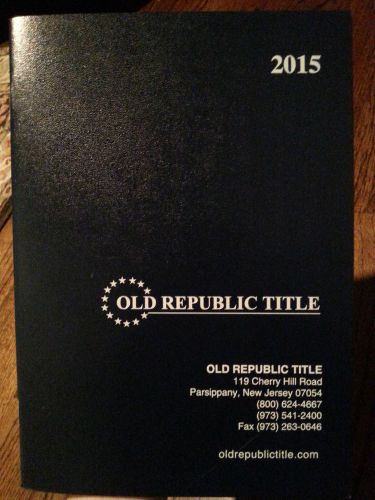 2015
OLD REPUBLIC TITLE
OLD REPUBLIC TITLE
119 Cherry Hill Road
Parsippany, New Jersey 07054
(800) 624-4667
(973) 541-2400
Fax (973) 263-0646
oldrepublictitle.com